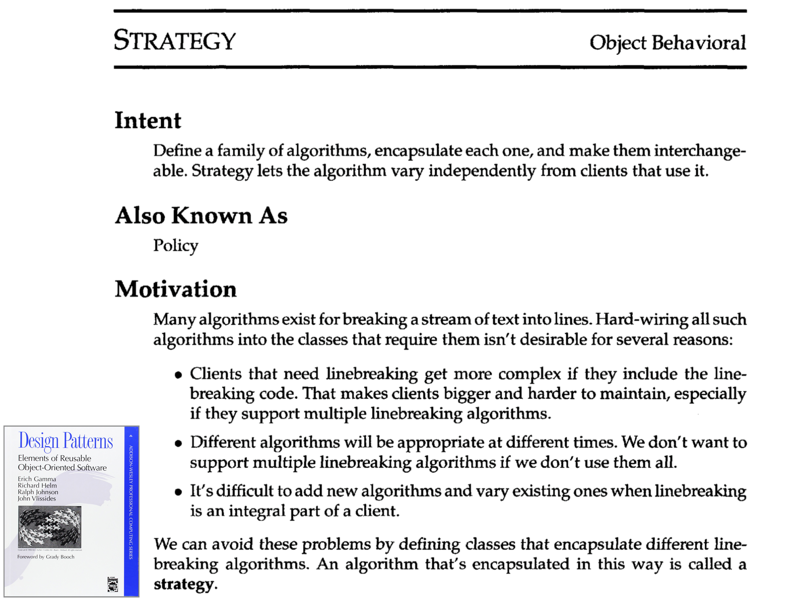 STRATEGY
Object Behavioral
Intent
Define a family of algorithms, encapsulate each one, and make them interchange-
able. Strategy lets the algorithm vary independently from clients that use it.
Also Known As
Policy
Motivation
Many algorithms exist for breaking a stream of text into lines. Hard-wiring all such
algorithms into the classes that require them isn't desirable for several reasons:
• Clients that need linebreaking get more complex if they include the line-
breaking code. That makes clients bigger and harder to maintain, especially
if they support multiple linebreaking algorithms.
• Different algorithms will be appropriate at different times. We don't want to
support multiple linebreaking algorithms if we don't use them all.
• It's difficult to add new algorithms and vary existing ones when linebreaking
is an integral part of a client.
We can avoid these problems by defining classes that encapsulate different line-
breaking algorithms. An algorithm that's encapsulated in this way is called a
strategy.
Design Patterns
Elements of Reusable
Object-Oriented Software
Erich Gamma
Richard Helm
Ralph Johnson
John Vlissides
Foreword by Grady Booch
ADDISON-WESLEY PROFESSIONAL COMPUTING SERIES